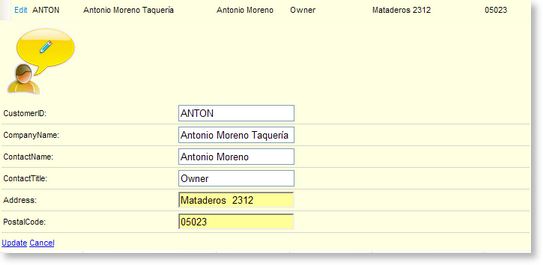 Edit ANTON Antonio Moreno Taquería Antonio Moreno Owner Mataderos 2312 05023
CustomerID: ANTON
CompanyName: Antonio Moreno Taquería
ContactName: Antonio Moreno
ContactTitle: Owner
Address: Mataderos 2312
PostalCode: 05023
Update Cancel